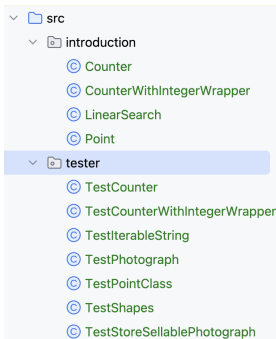 src
introduction
Counter
CounterWithIntegerWrapper
LinearSearch
Point
tester
TestCounter
TestCounterWithIntegerWrapper
TestIterableString
TestPhotograph
TestPointClass
TestShapes
TestStoreSellablePhotograph